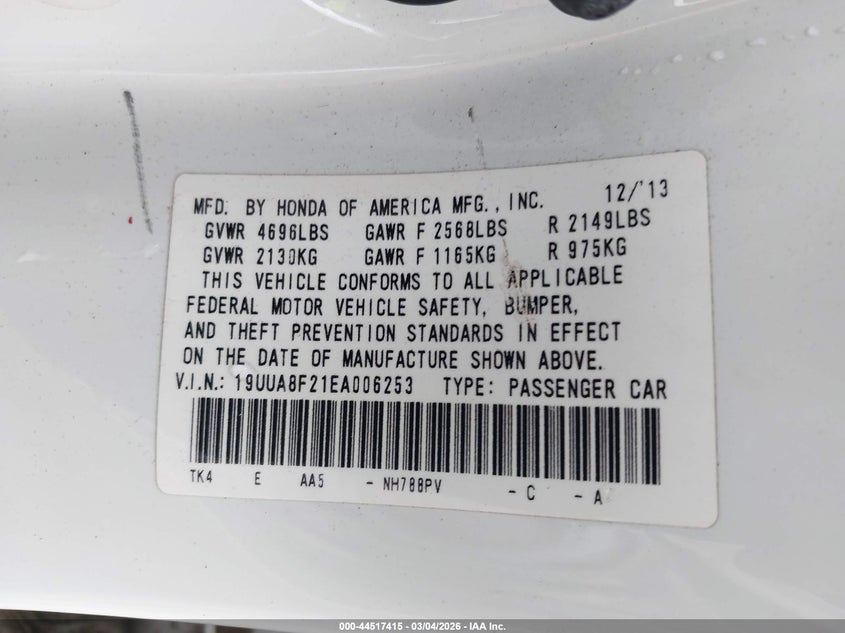 MFD. BY HONDA OF AMERICA MFG., INC. 12/'13
GVWR 4696LBS GAWR F 2568LBS R 2149LBS
GVWR 2130KG GAWR F 1165KG R 975KG
THIS VEHICLE CONFORMS TO ALL APPLICABLE
FEDERAL MOTOR VEHICLE SAFETY, BUMPER,
AND THEFT PREVENTION STANDARDS IN EFFECT
ON THE DATE OF MANUFACTURE SHOWN ABOVE.
V.I.N.: 19UUA8F21EA006253 TYPE: PASSENGER CAR
TK4 E AA5 - NH788PV - C - A
000-44517415 - 03/04/2026 - IAA Inc.